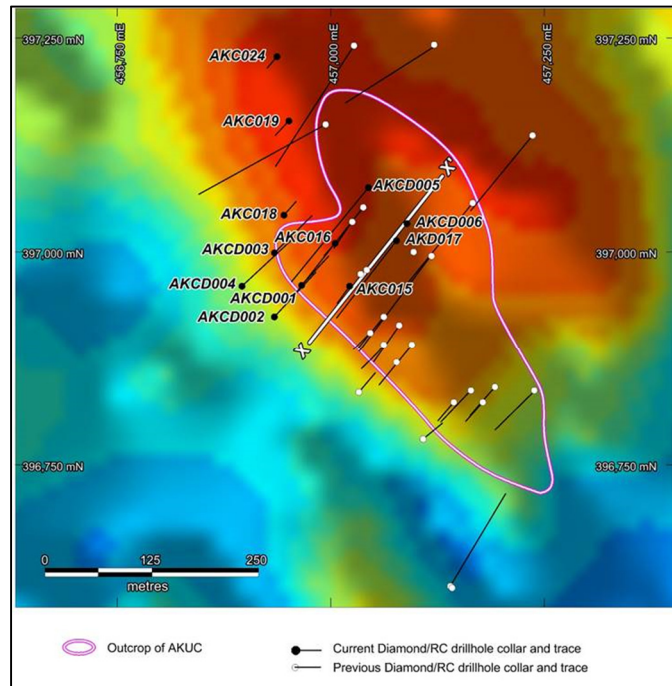 456,750 mE
457,000 mE
457,250 mE
397,250 mN
397,250 mN
AKC024
AKC019
X'
AKCD005
AKC018
AKCD006
AKC016
AKD017
397,000 mN
AKCD003
397,000 mN
AKCD004
AKCD001
AKC015
AKCD002
X
396,750 mN
396,750 mN
0 125 250
metres
Outcrop of AKUC
Current Diamond/RC drillhole collar and trace
Previous Diamond/RC drillhole collar and trace